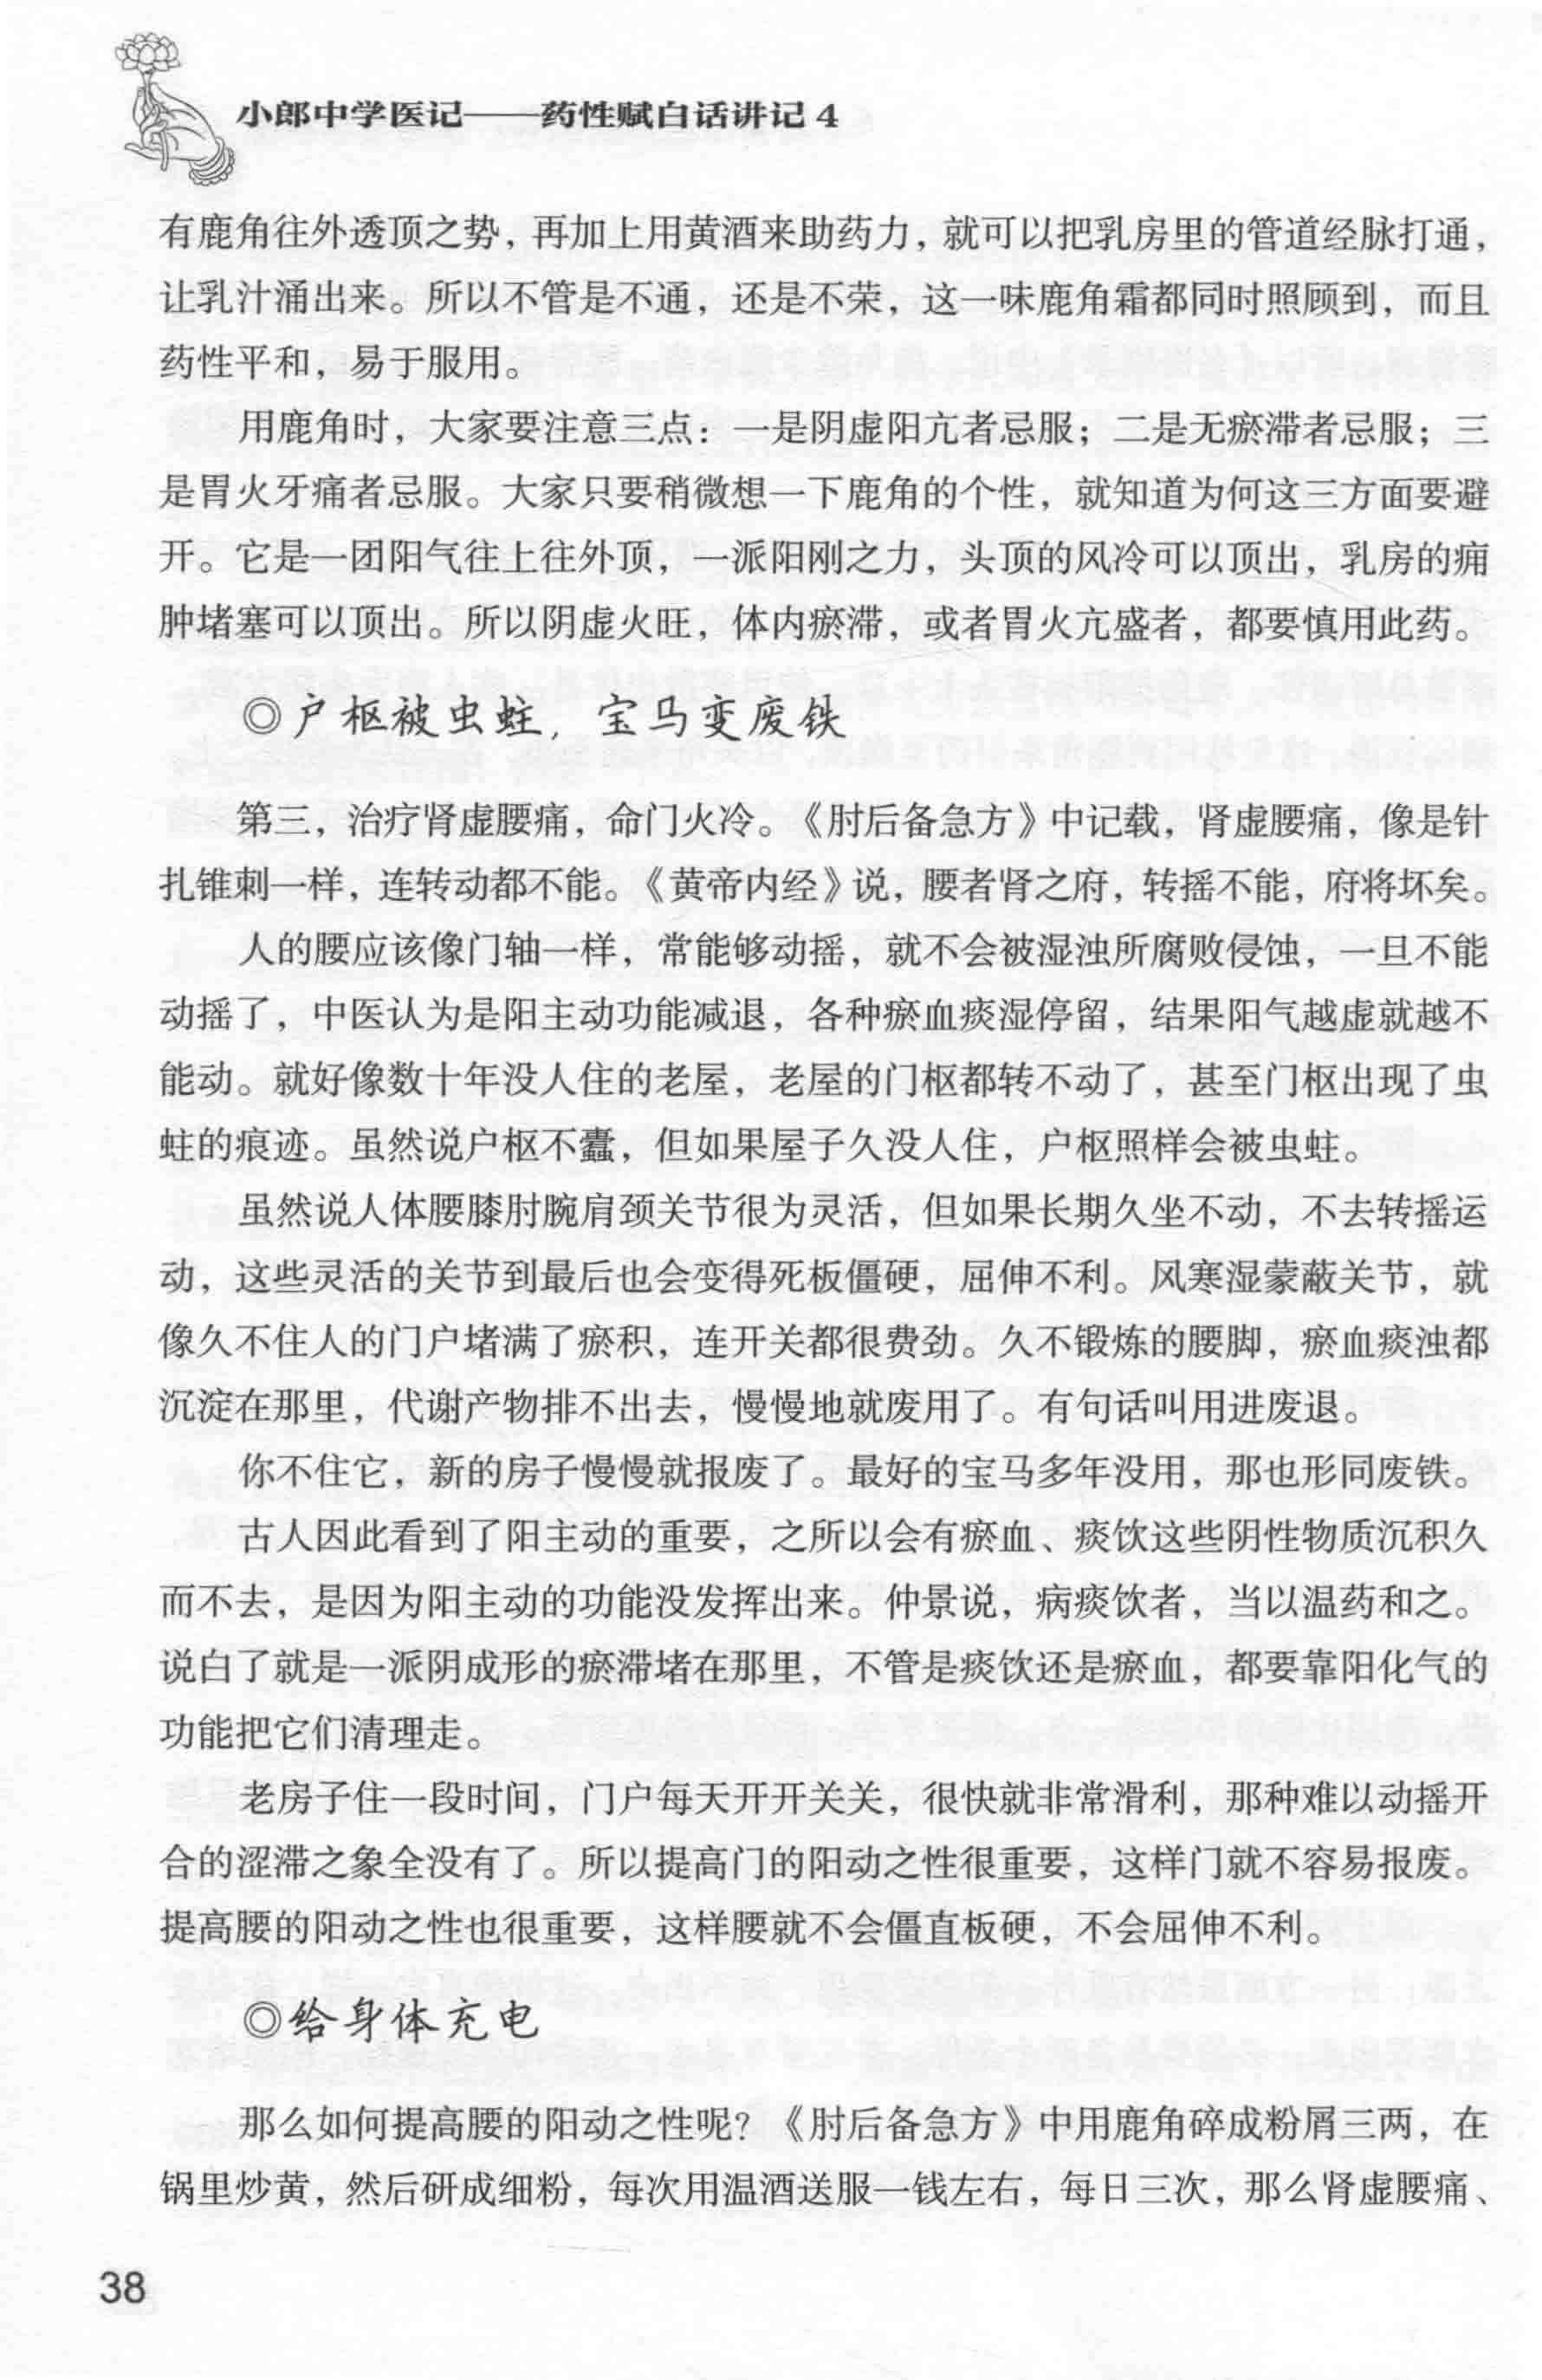 小郎中学医记——药性赋白话讲记4
有鹿角往外透顶之势，再加上用黄酒来助药力，就可以把乳房里的管道经脉打通，
让乳汁涌出来。所以不管是不通，还是不荣，这一味鹿角霜都同时照顾到，而且
药性平和，易于服用。
用鹿角时，大家要注意三点：一是阴虚阳亢者忌服；二是无瘀滞者忌服；三
是胃火牙痛者忌服。大家只要稍微想一下鹿角的个性，就知道为何这三方面要避
开。它是一团阳气往上往外顶，一派阳刚之力，头顶的风冷可以顶出，乳房的痈
肿堵塞可以顶出。所以阴虚火旺，体内瘀滞，或者胃火亢盛者，都要慎用此药。
◎户枢被虫蛀，宝马变废铁
第三，治疗肾虚腰痛，命门火冷。《肘后备急方》中记载，肾虚腰痛，像是针
扎锥刺一样，连转动都不能。《黄帝内经》说，腰者肾之府，转摇不能，府将坏矣。
人的腰应该像门轴一样，常能够动摇，就不会被湿浊所腐败侵蚀，一旦不能
动摇了，中医认为是阳主动功能减退，各种瘀血痰湿停留，结果阳气越虚就越不
能动。就好像数十年没人住的老屋，老屋的门枢都转不动了，甚至门枢出现了虫
蛀的痕迹。虽然说户枢不蠹，但如果屋子久没人住，户枢照样会被虫蛀。
虽然说人体腰膝肘腕肩颈关节很为灵活，但如果长期久坐不动，不去转摇运
动，这些灵活的关节到最后也会变得死板僵硬，屈伸不利。风寒湿蒙蔽关节，就
像久不住人的门户堵满了瘀积，连开关都很费劲。久不锻炼的腰脚，瘀血痰浊都
沉淀在那里，代谢产物排不出去，慢慢地就废用了。有句话叫用进废退。
你不住它，新的房子慢慢就报废了。最好的宝马多年没用，那也形同废铁。
古人因此看到了阳主动的重要，之所以会有瘀血、痰饮这些阴性物质沉积久
而不去，是因为阳主动的功能没发挥出来。仲景说，病痰饮者，当以温药和之。
说白了就是一派阴成形的瘀滞堵在那里，不管是痰饮还是瘀血，都要靠阳化气的
功能把它们清理走。
老房子住一段时间，门户每天开开关关，很快就非常滑利，那种难以动摇开
合的涩滞之象全没有了。所以提高门的阳动之性很重要，这样门就不容易报废。
提高腰的阳动之性也很重要，这样腰就不会僵直板硬，不会屈伸不利。
◎给身体充电
那么如何提高腰的阳动之性呢？《肘后备急方》中用鹿角碎成粉屑三两，在
锅里炒黄，然后研成细粉，每次用温酒送服一钱左右，每日三次，那么肾虚腰痛、
38